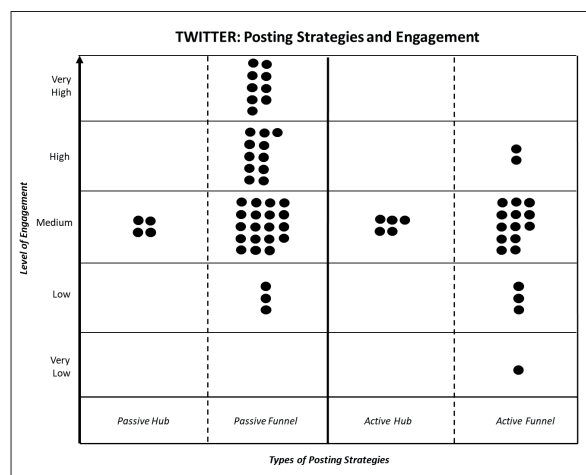 TWITTER: Posting Strategies and Engagement
Very
High
High
Medium
Low
Very
Low
Level of Engagement
Passive Hub
Passive Funnel
Active Hub
Active Funnel
Types of Posting Strategies